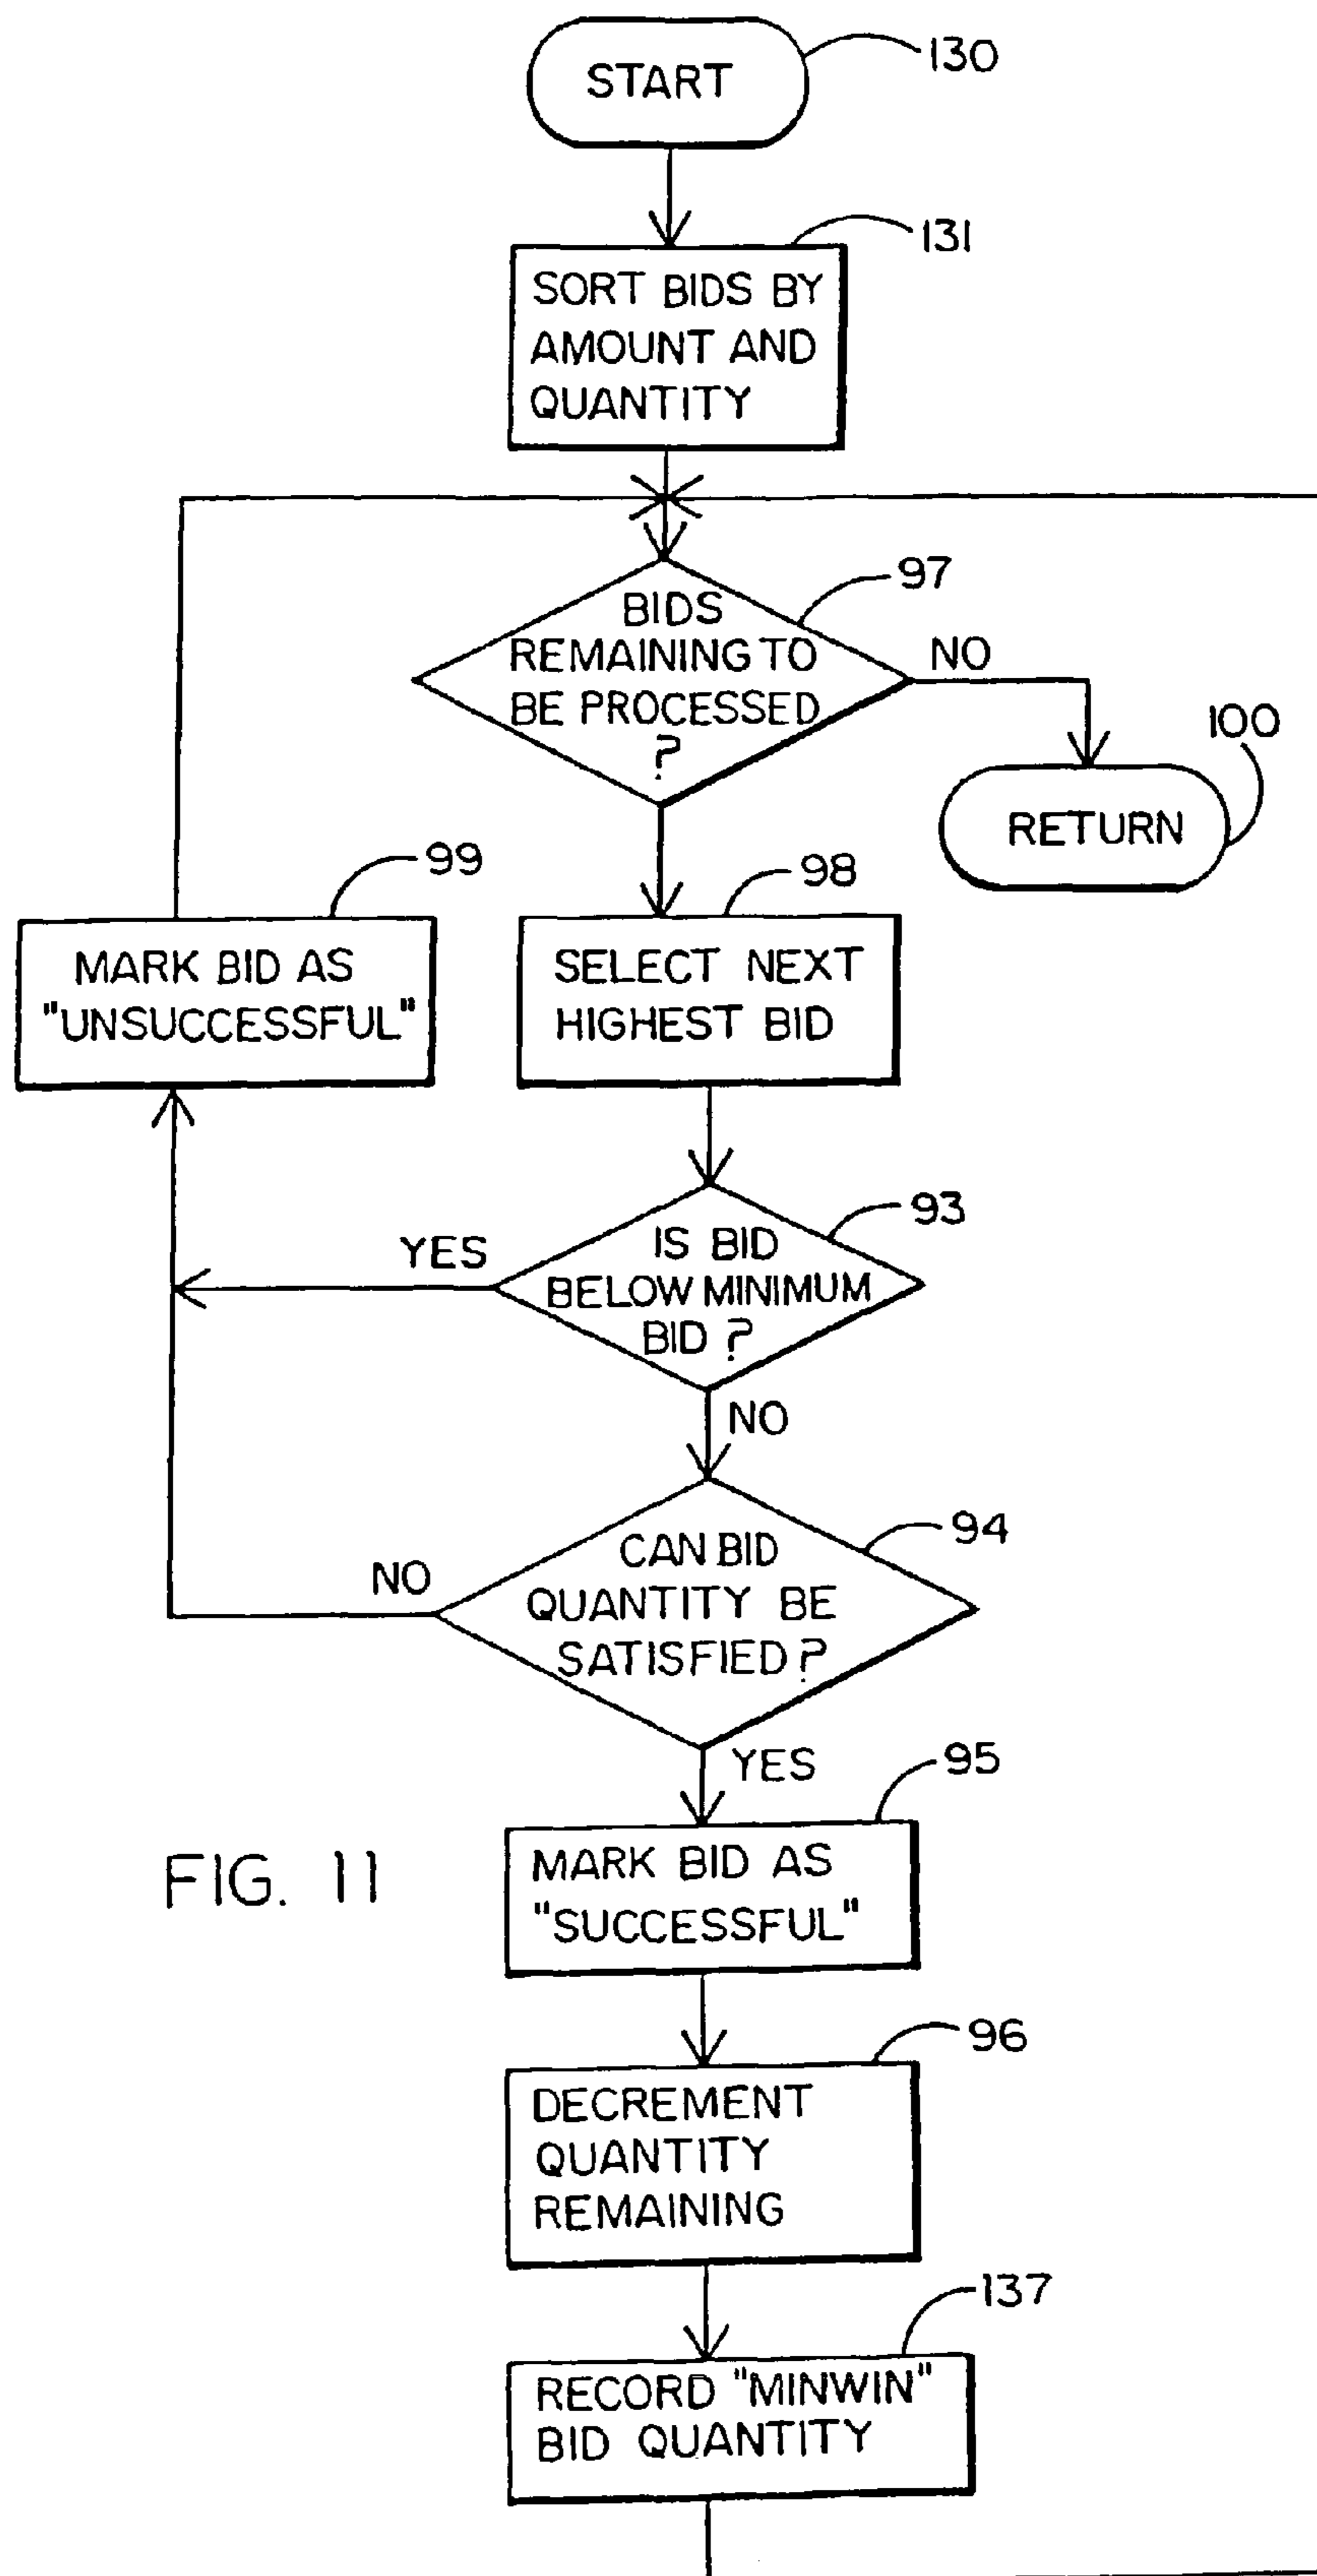 START
130
131
SORT BIDS BY
AMOUNT AND
QUANTITY
97
BIDS
REMAINING TO
BE PROCESSED
?
NO
100
RETURN
99
MARK BID AS
"UNSUCCESSFUL"
98
SELECT NEXT
HIGHEST BID
93
YES
IS BID
BELOW MINIMUM
BID ?
NO
94
NO
CAN BID
QUANTITY BE
SATISFIED ?
YES
95
MARK BID AS
"SUCCESSFUL"
FIG. 11
96
DECREMENT
QUANTITY
REMAINING
137
RECORD "MINWIN"
BID QUANTITY